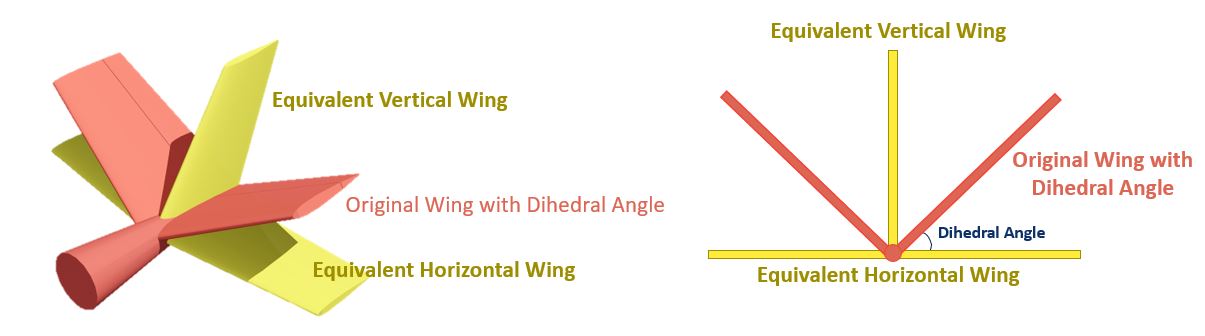 Equivalent Vertical Wing
Original Wing with Dihedral Angle
Equivalent Horizontal Wing
Equivalent Vertical Wing
Original Wing with
Dihedral Angle
Dihedral Angle
Equivalent Horizontal Wing